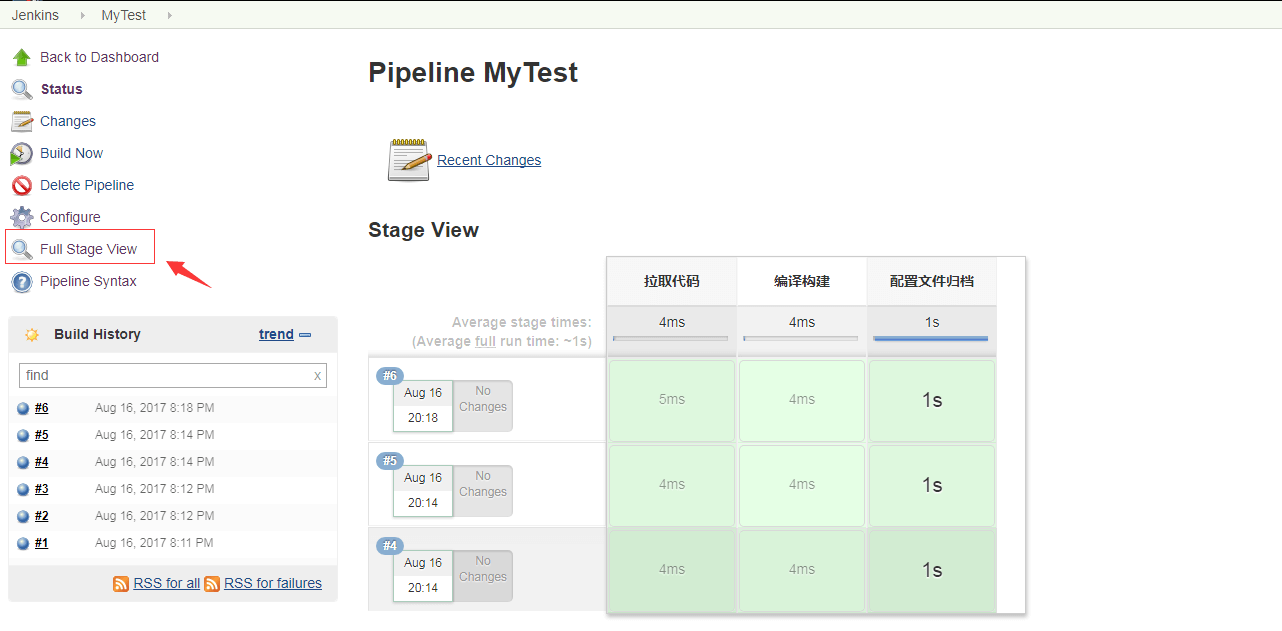 Jenkins MyTest
Back to Dashboard
Status
Changes
Build Now
Delete Pipeline
Configure
Full Stage View
Pipeline Syntax
Build History trend
find x
#6 Aug 16, 2017 8:18 PM
#5 Aug 16, 2017 8:14 PM
#4 Aug 16, 2017 8:14 PM
#3 Aug 16, 2017 8:12 PM
#2 Aug 16, 2017 8:12 PM
#1 Aug 16, 2017 8:11 PM
RSS for all RSS for failures
Pipeline MyTest
Recent Changes
Stage View
拉取代码 编译构建 配置文件归档
Average stage times: 4ms 4ms 1s
(Average full run time: ~1s)
#6
Aug 16 No
20:18 Changes
5ms 4ms 1s
#5
Aug 16 No
20:14 Changes
4ms 4ms 1s
#4
Aug 16 No
20:14 Changes
4ms 4ms 1s